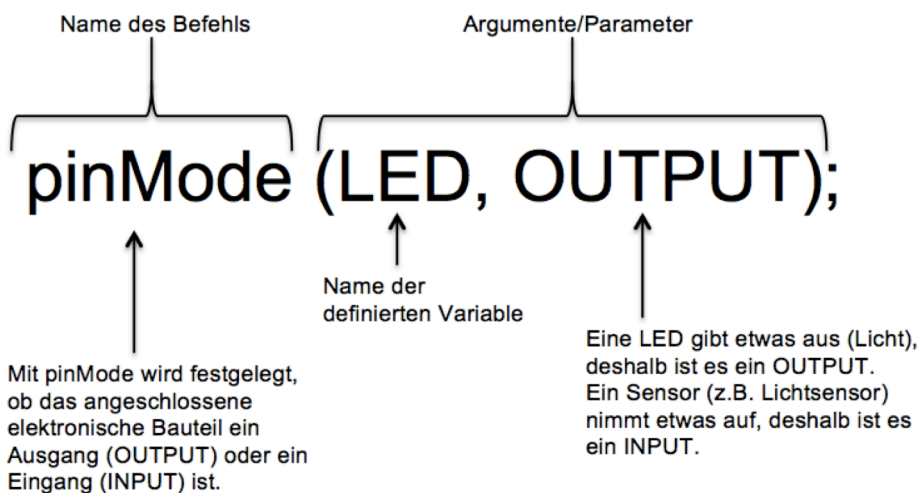 Name des Befehls
Argumente/Parameter
pinMode (LED, OUTPUT);
Name der
definierten Variable
Mit pinMode wird festgelegt,
ob das angeschlossene
elektronische Bauteil ein
Ausgang (OUTPUT) oder ein
Eingang (INPUT) ist.
Eine LED gibt etwas aus (Licht),
deshalb ist es ein OUTPUT.
Ein Sensor (z.B. Lichtsensor)
nimmt etwas auf, deshalb ist es
ein INPUT.